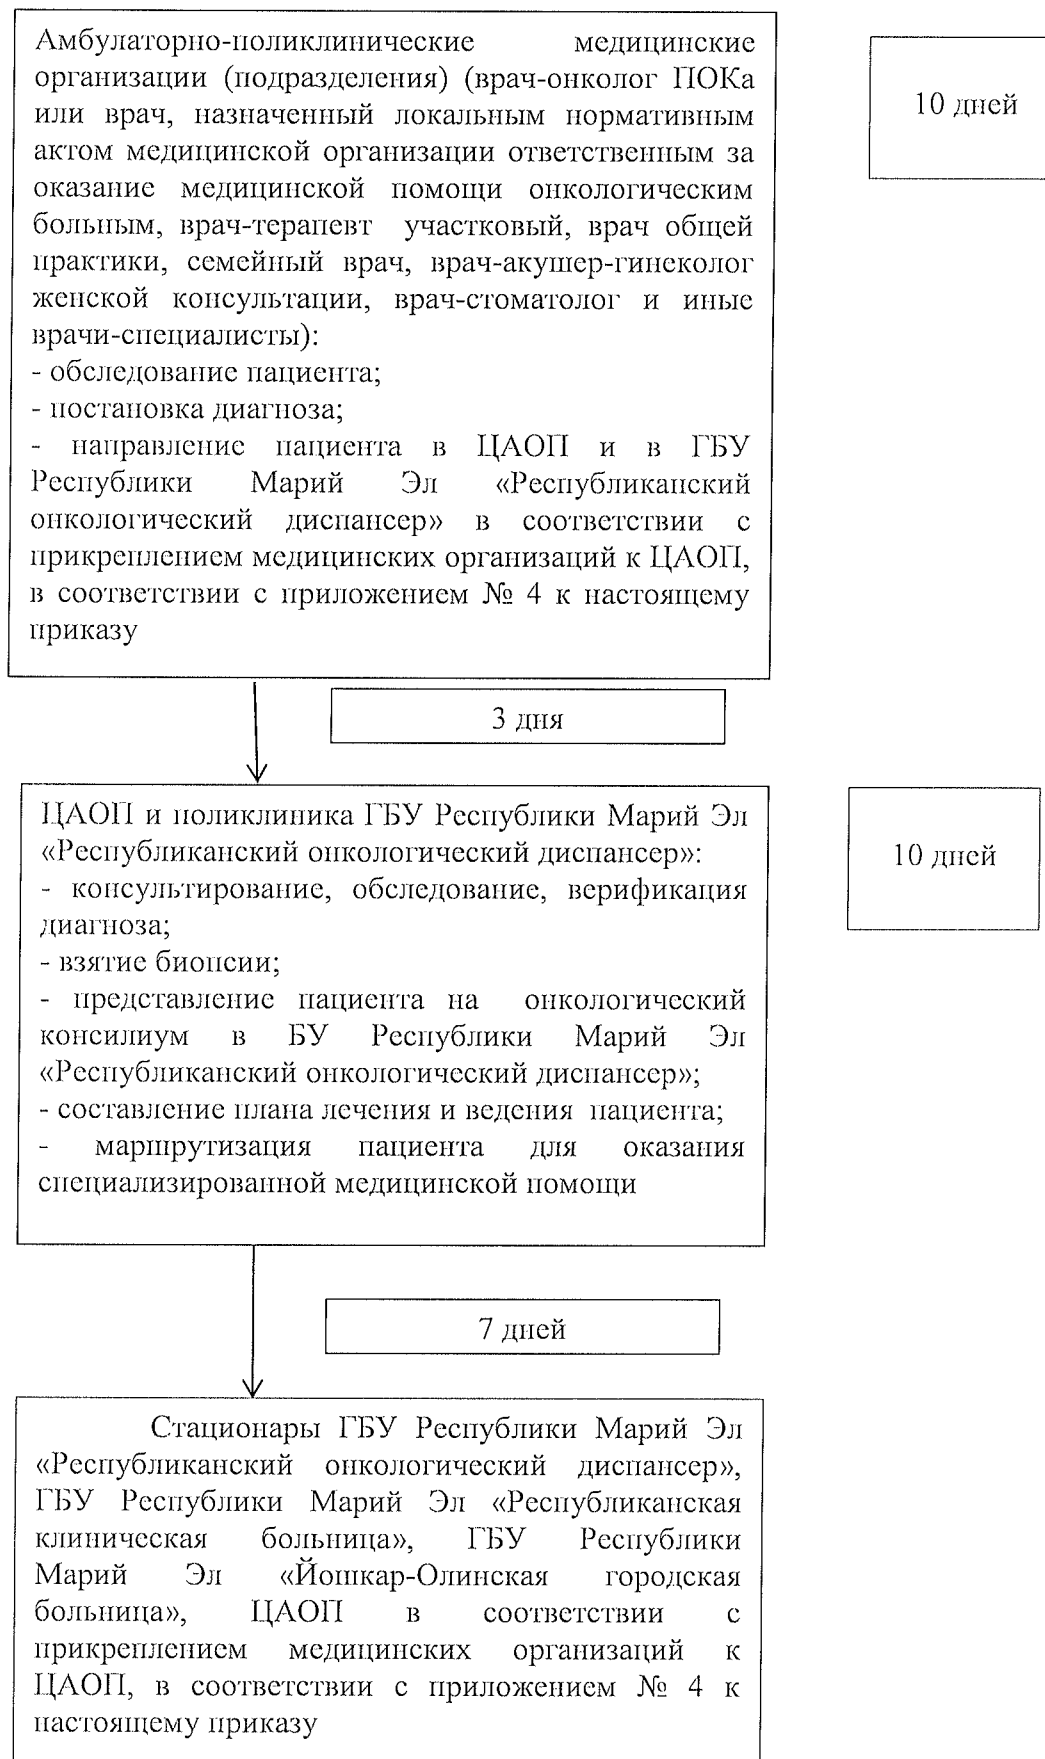 Амбулаторно-поликлинические медицинские
организации (подразделения) (врач-онколог ПОКа
или врач, назначенный локальным нормативным
актом медицинской организации ответственным за
оказание медицинской помощи онкологическим
больным, врач-терапевт участковый, врач общей
практики, семейный врач, врач-акушер-гинеколог
женской консультации, врач-стоматолог и иные
врачи-специалисты):
- обследование пациента;
- постановка диагноза;
- направление пациента в ЦАОП и в ГБУ
Республики Марий Эл «Республиканский
онкологический диспансер» в соответствии с
прикреплением медицинских организаций к ЦАОП,
в соответствии с приложением № 4 к настоящему
приказу
10 дней
3 дня
ЦАОП и поликлиника ГБУ Республики Марий Эл
«Республиканский онкологический диспансер»:
- консультирование, обследование, верификация
диагноза;
- взятие биопсии;
- представление пациента на онкологический
консилиум в БУ Республики Марий Эл
«Республиканский онкологический диспансер»;
- составление плана лечения и ведения пациента;
- маршрутизация пациента для оказания
специализированной медицинской помощи
10 дней
7 дней
Стационары ГБУ Республики Марий Эл
«Республиканский онкологический диспансер»,
ГБУ Республики Марий Эл «Республиканская
клиническая больница», ГБУ Республики
Марий Эл «Йошкар-Олинская городская
больница», ЦАОП в соответствии с
прикреплением медицинских организаций к
ЦАОП, в соответствии с приложением № 4 к
настоящему приказу